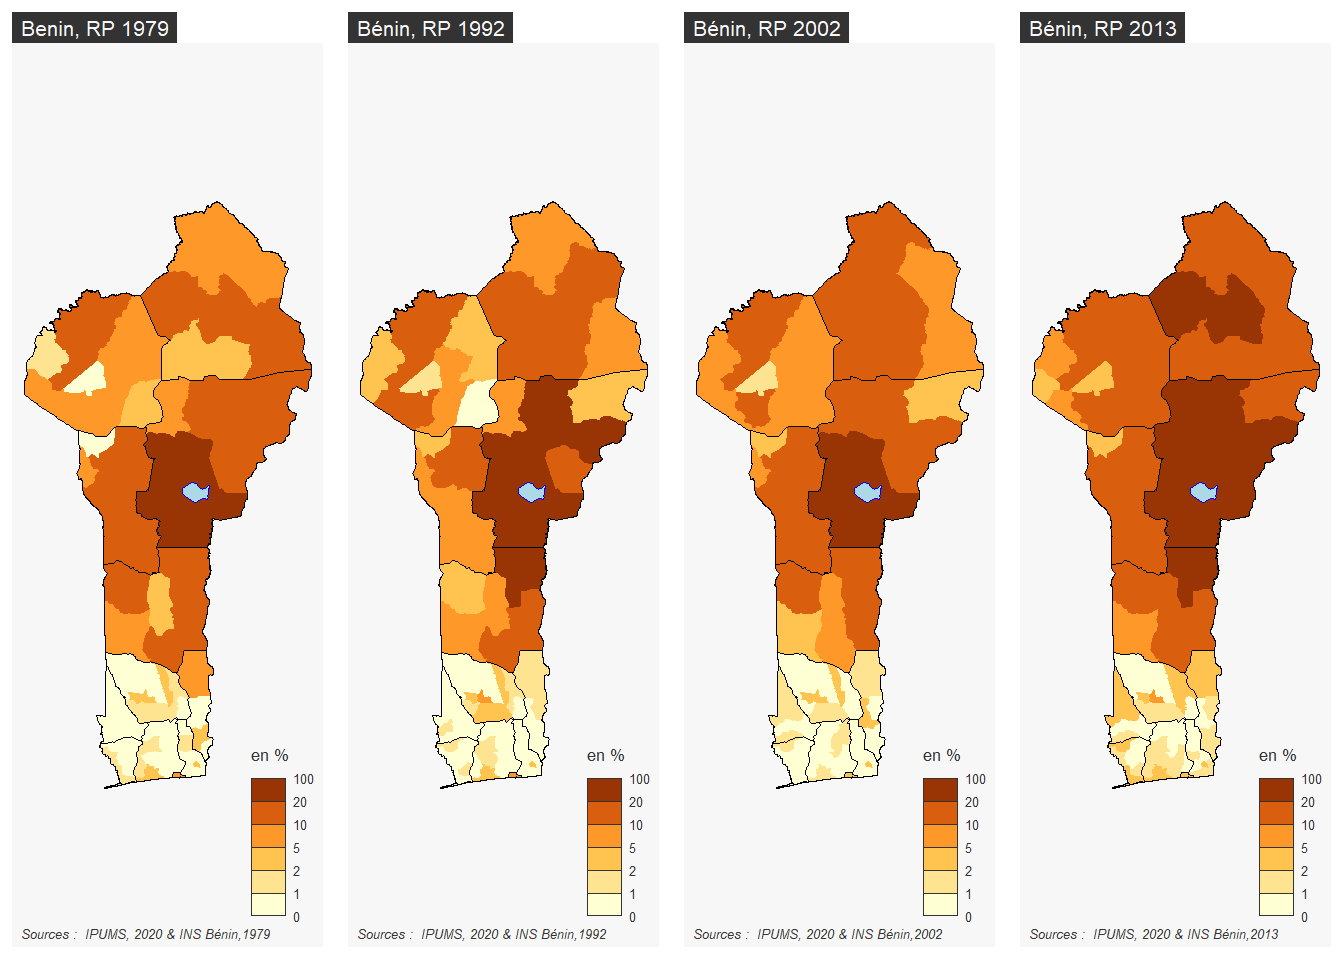 Benin, RP 1979
Bénin, RP 1992
Bénin, RP 2002
Bénin, RP 2013
en %
100
20
10
5
2
1
0
Sources :  IPUMS, 2020 & INS Bénin,1979
en %
100
20
10
5
2
1
0
Sources :  IPUMS, 2020 & INS Bénin,1992
en %
100
20
10
5
2
1
0
Sources :  IPUMS, 2020 & INS Bénin,2002
en %
100
20
10
5
2
1
0
Sources :  IPUMS, 2020 & INS Bénin,2013